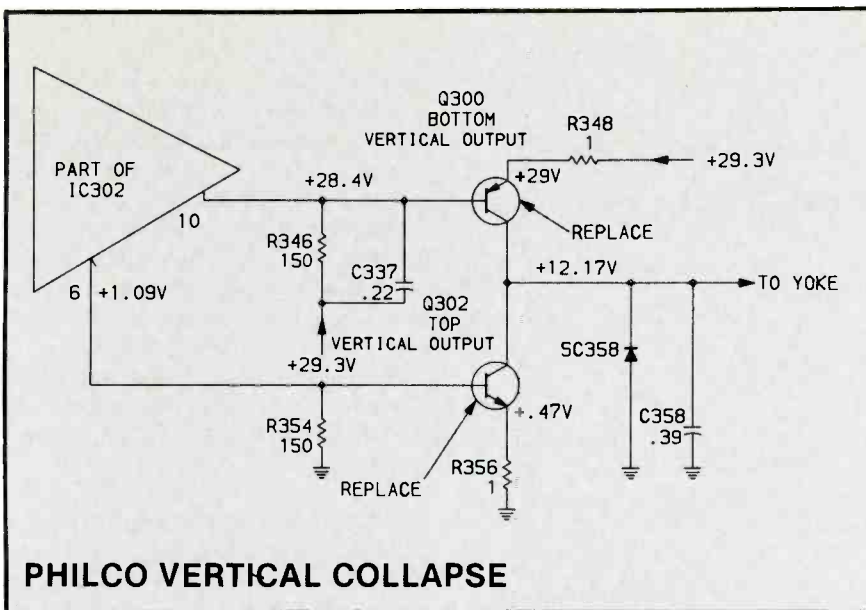 Q300
BOTTOM
VERTICAL OUTPUT
R348
1
+29.3V
PART OF
IC302
+28.4V
+29V
10
REPLACE
R346
150
C337
.22
+12.17V
TO YOKE
6 +1.09V
Q302
TOP
VERTICAL OUTPUT
+29.3V
SC358
+.47V
C358
.39
R354
150
R356
1
REPLACE
PHILCO VERTICAL COLLAPSE